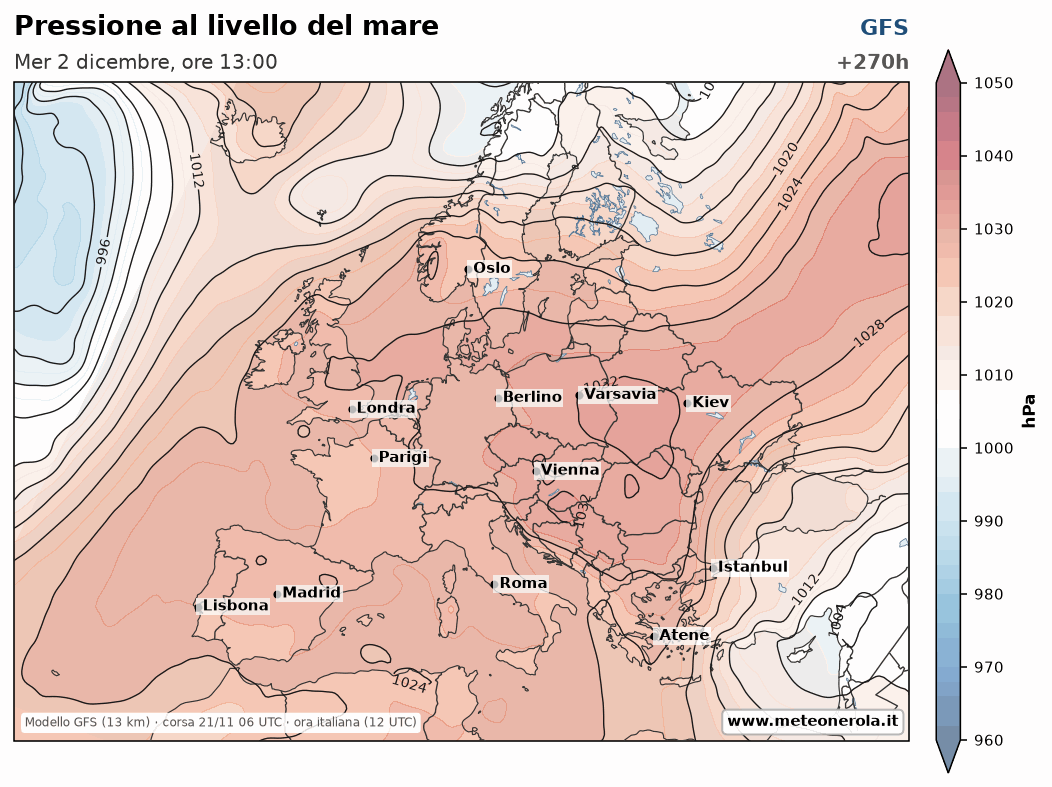 Pressione al livello del mare
GFS
Mer 2 dicembre, ore 13:00
+270h
1050
1040
1030
1020
1010
1000
990
980
970
960
hPa
1012
1020
1024
996
1028
1032
1032
1012
1004
1024
Oslo
Londra
Berlino
Varsavia
Kiev
Parigi
Vienna
Istanbul
Roma
Madrid
Lisbona
Atene
Modello GFS (13 km) · corsa 21/11 06 UTC · ora italiana (12 UTC)
www.meteonerola.it